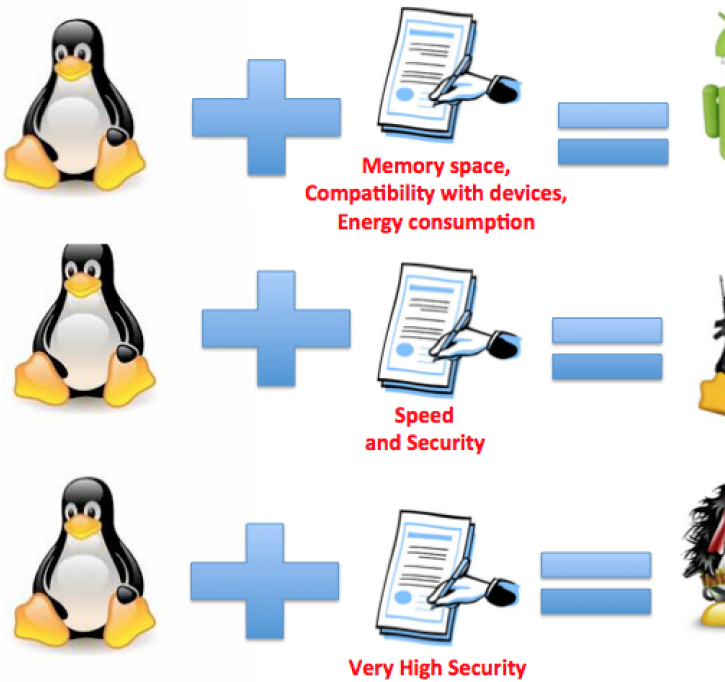 Memory space,
Compatibility with devices,
Energy consumption
Speed
and Security
Very High Security